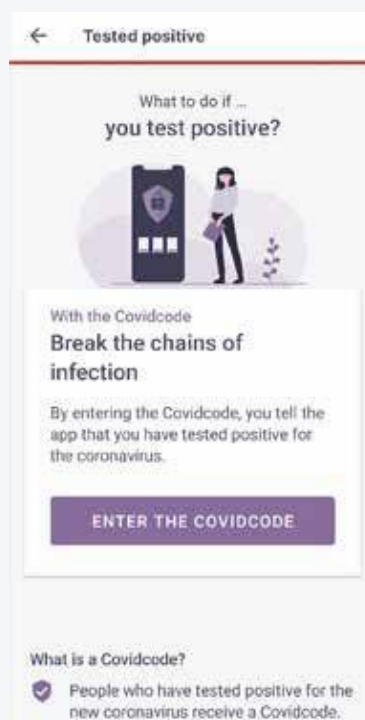 Tested positive
What to do if ...
you test positive?
With the Covidcode
Break the chains of
infection
By entering the Covidcode, you tell the
app that you have tested positive for
the coronavirus.
ENTER THE COVIDCODE
What is a Covidcode?
People who have tested positive for the
new coronavirus receive a Covidcode.